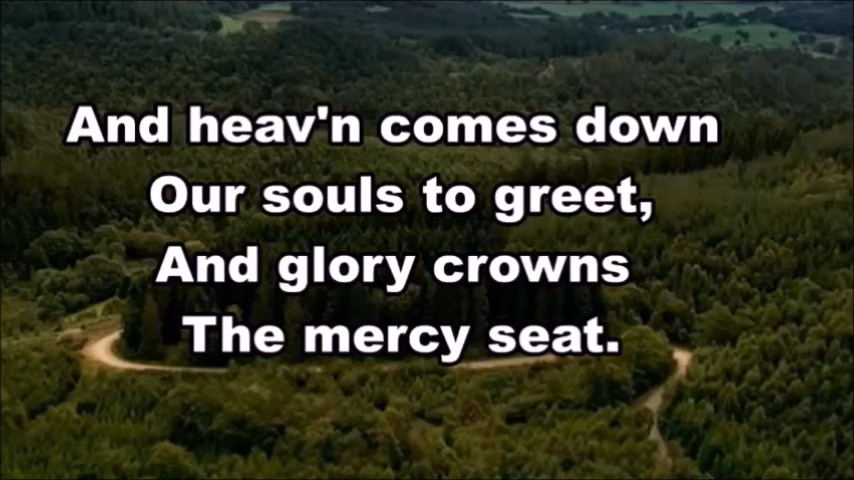 And heav'n comes down
Our souls to greet,
And glory crowns
The mercy seat.